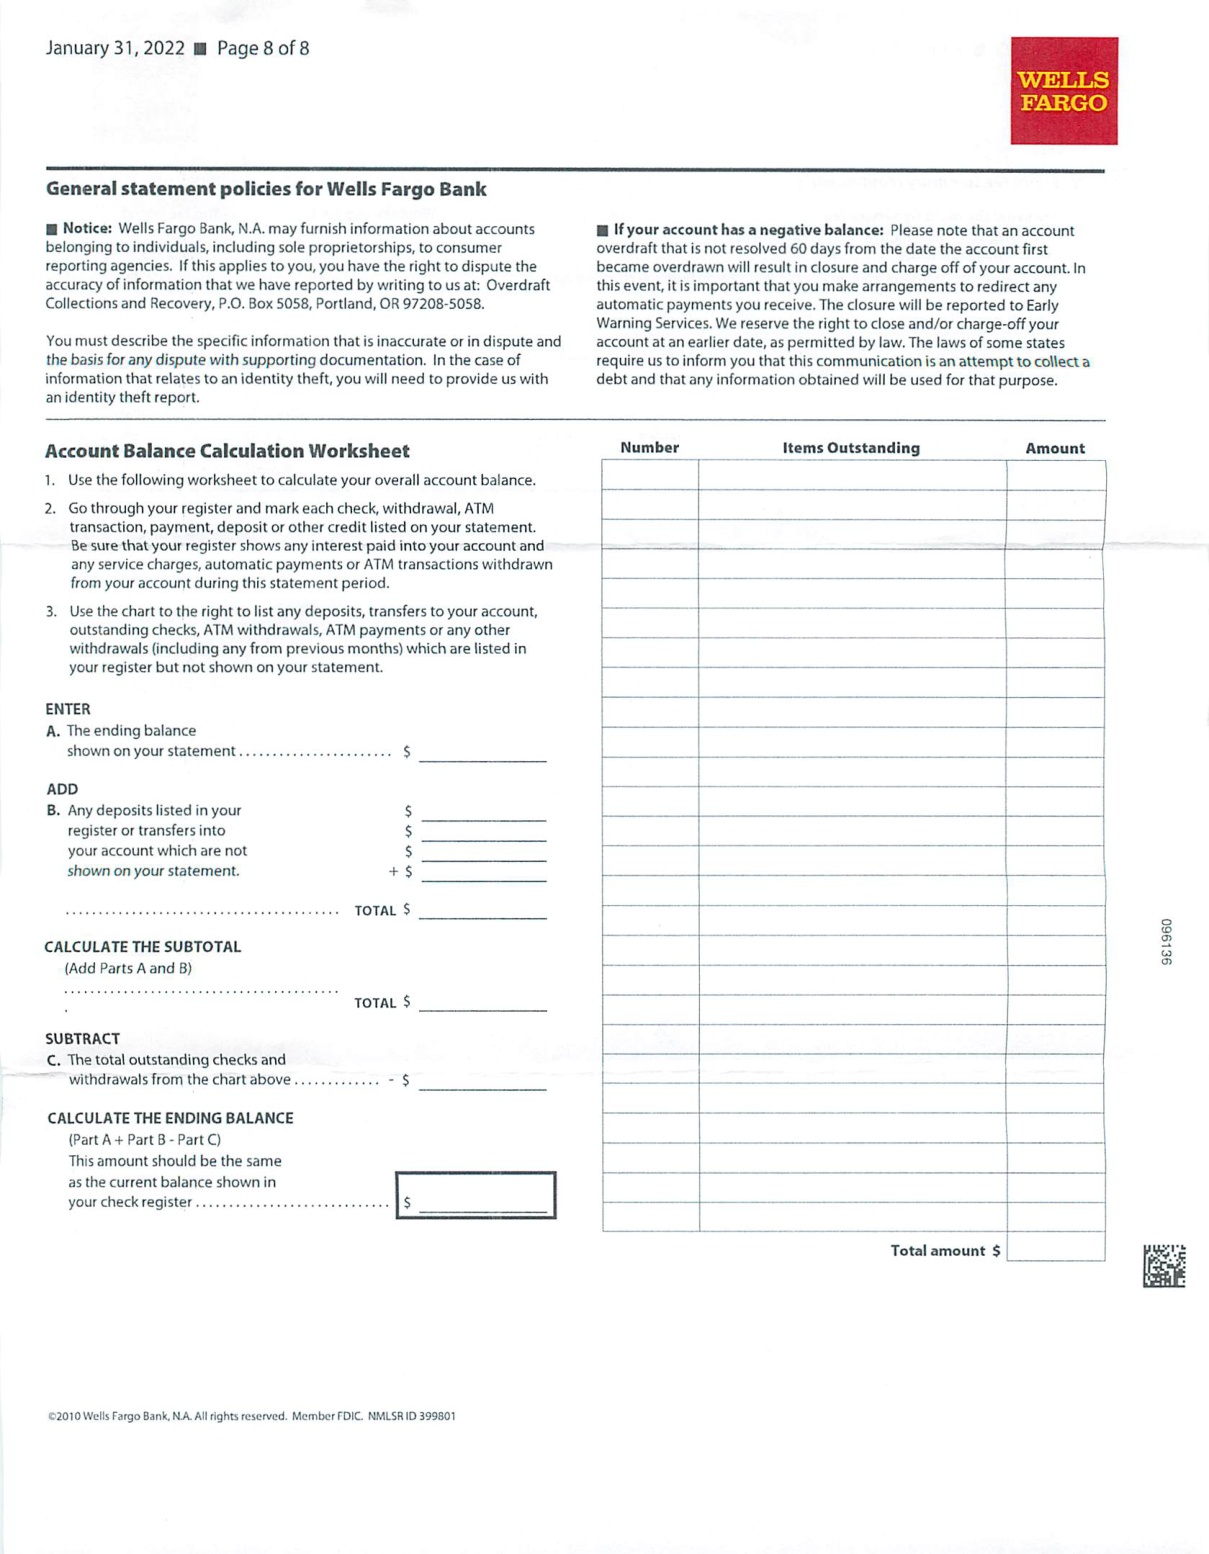 January 31, 2022 ■ Page 8 of 8
WELLS
FARGO
General statement policies for Wells Fargo Bank
■ Notice: Wells Fargo Bank, N.A. may furnish information about accounts
belonging to individuals, including sole proprietorships, to consumer
reporting agencies. If this applies to you, you have the right to dispute the
accuracy of information that we have reported by writing to us at: Overdraft
Collections and Recovery, P.O. Box 5058, Portland, OR 97208-5058.
You must describe the specific information that is inaccurate or in dispute and
the basis for any dispute with supporting documentation. In the case of
information that relates to an identity theft, you will need to provide us with
an identity theft report.
■ If your account has a negative balance: Please note that an account
overdraft that is not resolved 60 days from the date the account first
became overdrawn will result in closure and charge off of your account. In
this event, it is important that you make arrangements to redirect any
automatic payments you receive. The closure will be reported to Early
Warning Services. We reserve the right to close and/or charge-off your
account at an earlier date, as permitted by law. The laws of some states
require us to inform you that this communication is an attempt to collect a
debt and that any information obtained will be used for that purpose.
Account Balance Calculation Worksheet
1. Use the following worksheet to calculate your overall account balance.
2. Go through your register and mark each check, withdrawal, ATM
transaction, payment, deposit or other credit listed on your statement.
Be sure that your register shows any interest paid into your account and
any service charges, automatic payments or ATM transactions withdrawn
from your account during this statement period.
3. Use the chart to the right to list any deposits, transfers to your account,
outstanding checks, ATM withdrawals, ATM payments or any other
withdrawals (including any from previous months) which are listed in
your register but not shown on your statement.
ENTER
A. The ending balance
shown on your statement . . . . . . . . . . . . . . . . . . . . . . . $
ADD
B. Any deposits listed in your $
register or transfers into $
your account which are not $
shown on your statement. + $
. . . . . . . . . . . . . . . . . . . . . . . . . . . . . . . . . . . . . . . . TOTAL $
CALCULATE THE SUBTOTAL
(Add Parts A and B)
. . . . . . . . . . . . . . . . . . . . . . . . . . . . . . . . . . . . . . . .
. TOTAL $
SUBTRACT
C. The total outstanding checks and
withdrawals from the chart above . . . . . . . . . . . . . - $
CALCULATE THE ENDING BALANCE
(Part A + Part B - Part C)
This amount should be the same
as the current balance shown in
your check register . . . . . . . . . . . . . . . . . . . . . . . . . . . . . $
Number Items Outstanding Amount
Total amount $
096136
©2010 Wells Fargo Bank, N.A. All rights reserved. Member FDIC. NMLSR ID 399801